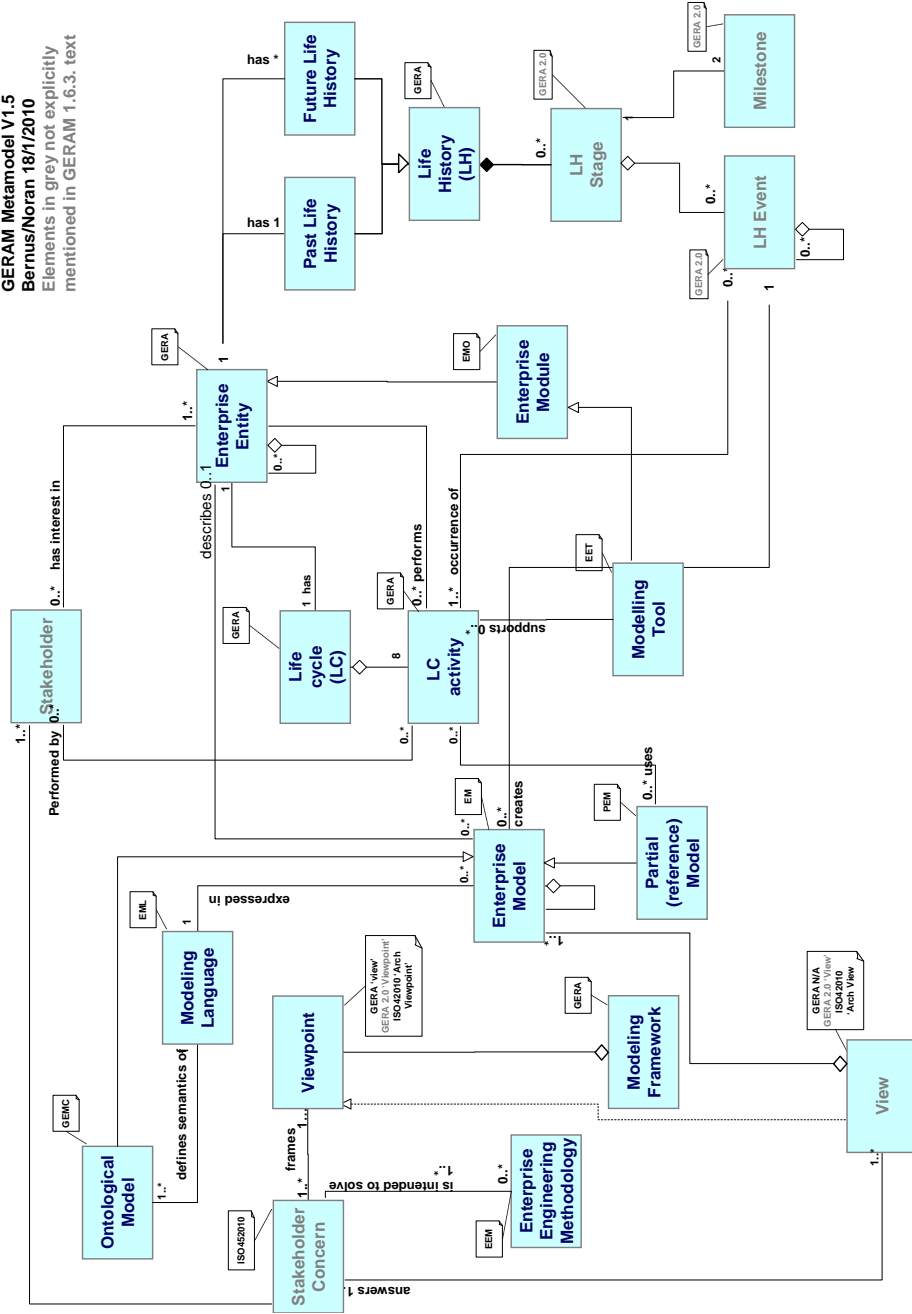 GERAM Metamodel V1.5
Bernus/Noran 18/1/2010
Elements in grey not explicitly
mentioned in GERAM 1.6.3. text
has *
Future Life
History
GERA
has 1
Past Life
History
Life
History
(LH)
0..*
GERA 2.0
LH
Stage
1
GERA 2.0
2
Milestone
0..*
LH Event
0..*
GERA 2.0
0..*
1
GERA
1
1..*
Enterprise
Entity
0..*
describes 0..1
1
EMO
Enterprise
Module
has interest in
0..*
Stakeholder
0..*
1..*
Performed by
1 has
GERA
Life
cycle
(LC)
8
GERA
0..* performs
1..* occurrence of
LC
activity
supports 0..*
0..*
0..*
EET
Modelling
Tool
0..* uses
PEM
Partial
(reference)
Model
EM
0..*
creates
0..*
0..*
Enterprise
Model
1..*
expressed in
EML
1
Modeling
Language
defines semantics of
1..*
GEMC
Ontological
Model
GERA 'view'
GERA 2.0 'Viewpoint'
ISO42010 'Arch
Viewpoint'
Viewpoint
1..*
frames
1..*
GERA
Modeling
Framework
GERA N/A
GERA 2.0 'View'
ISO42010
'Arch View'
View
1..*
ISO452010
Stakeholder
Concern
is intended to solve
1..*
0..*
EEM
Enterprise
Engineering
Methodology
answers 1..*